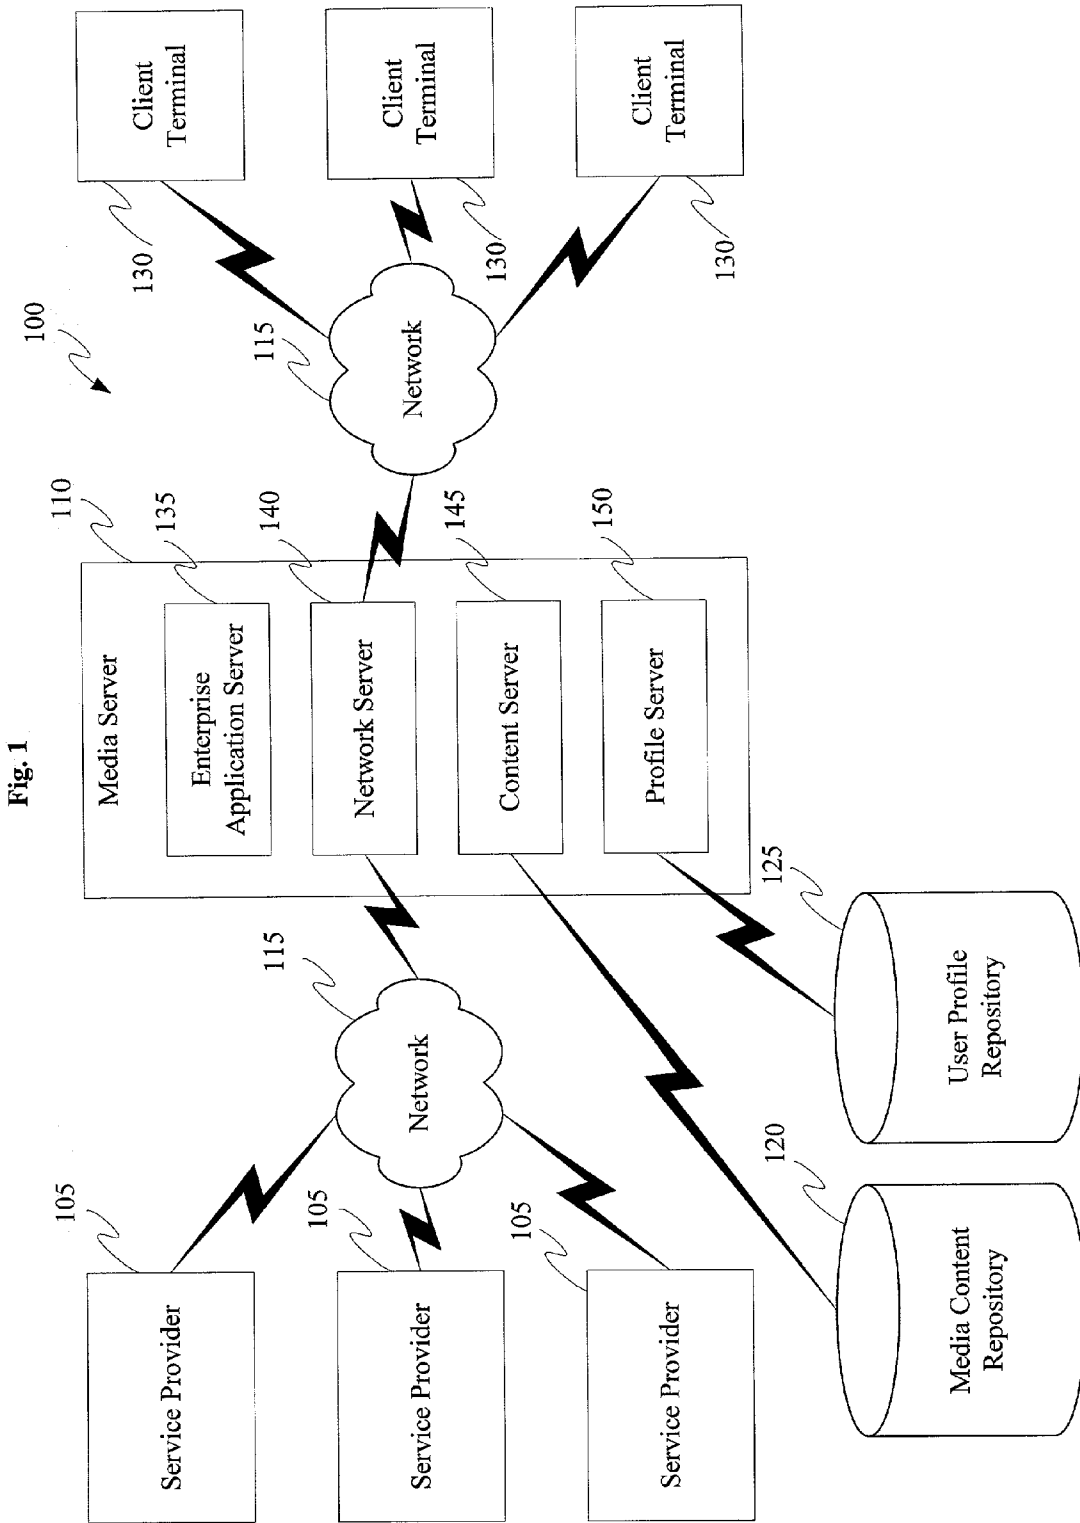 Fig. 1
100
110
Media Server
135
Enterprise
Application Server
140
Network Server
145
Content Server
150
Profile Server
105
Service Provider
105
Service Provider
105
Service Provider
115
Network
115
Network
130
Client
Terminal
130
Client
Terminal
130
Client
Terminal
120
Media Content
Repository
125
User Profile
Repository